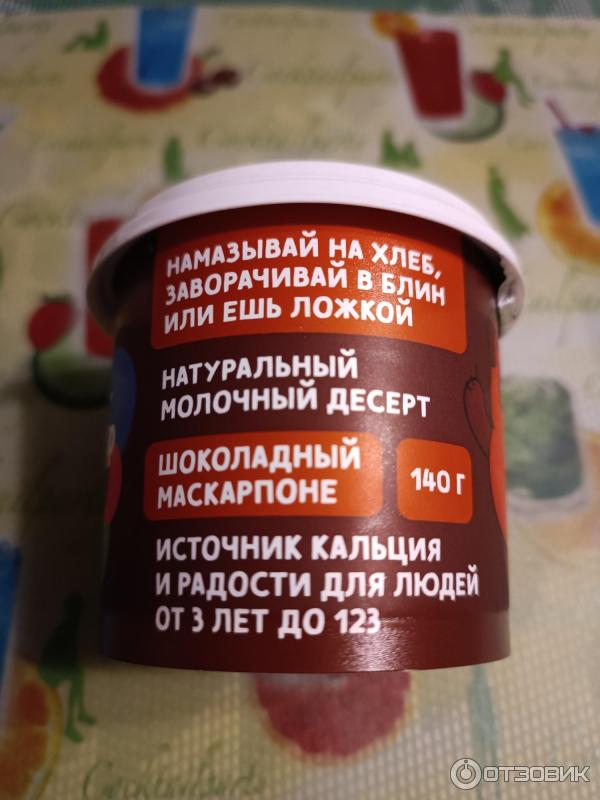 НАМАЗЫВАЙ НА ХЛЕБ,
ЗАВОРАЧИВАЙ В БЛИН
ИЛИ ЕШЬ ЛОЖКОЙ
НАТУРАЛЬНЫЙ
МОЛОЧНЫЙ ДЕСЕРТ
ШОКОЛАДНЫЙ
МАСКАРПОНЕ
140 Г
ИСТОЧНИК КАЛЬЦИЯ
И РАДОСТИ ДЛЯ ЛЮДЕЙ
ОТ 3 ЛЕТ ДО 123
ОТЗОВИК